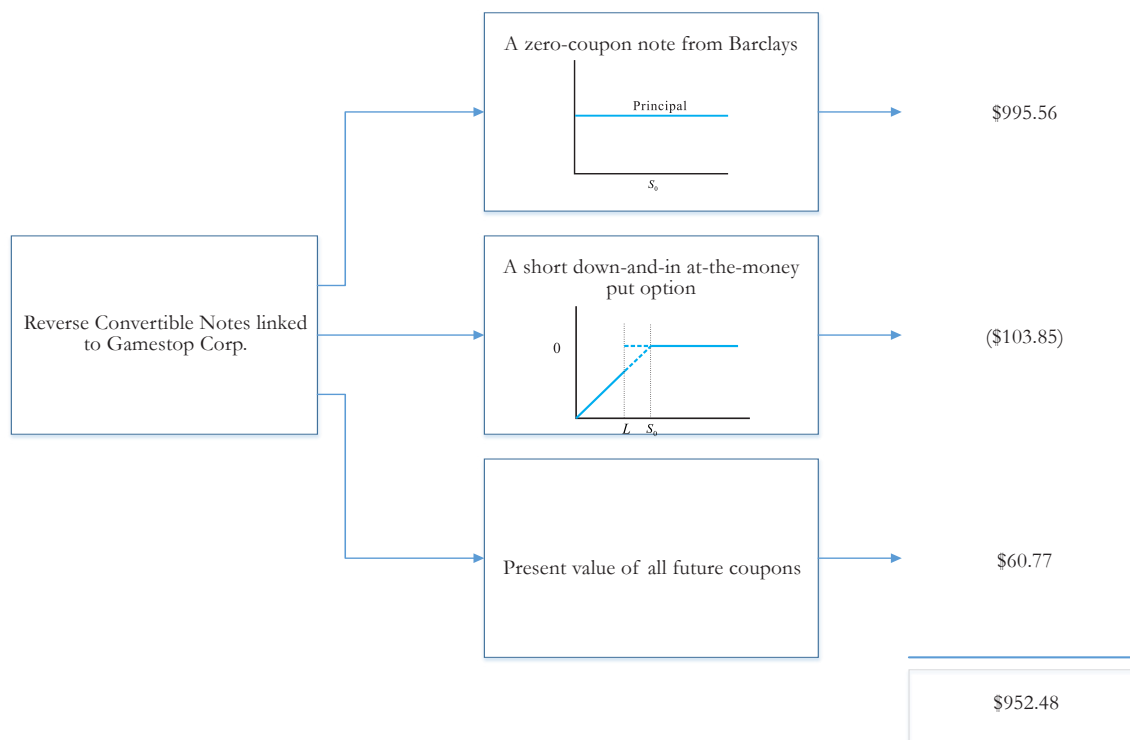 A zero-coupon note from Barclays
Principal
S₀
$995.56
Reverse Convertible Notes linked
to Gamestop Corp.
A short down-and-in at-the-money
put option
0
L S₀
($103.85)
Present value of all future coupons
$60.77
$952.48